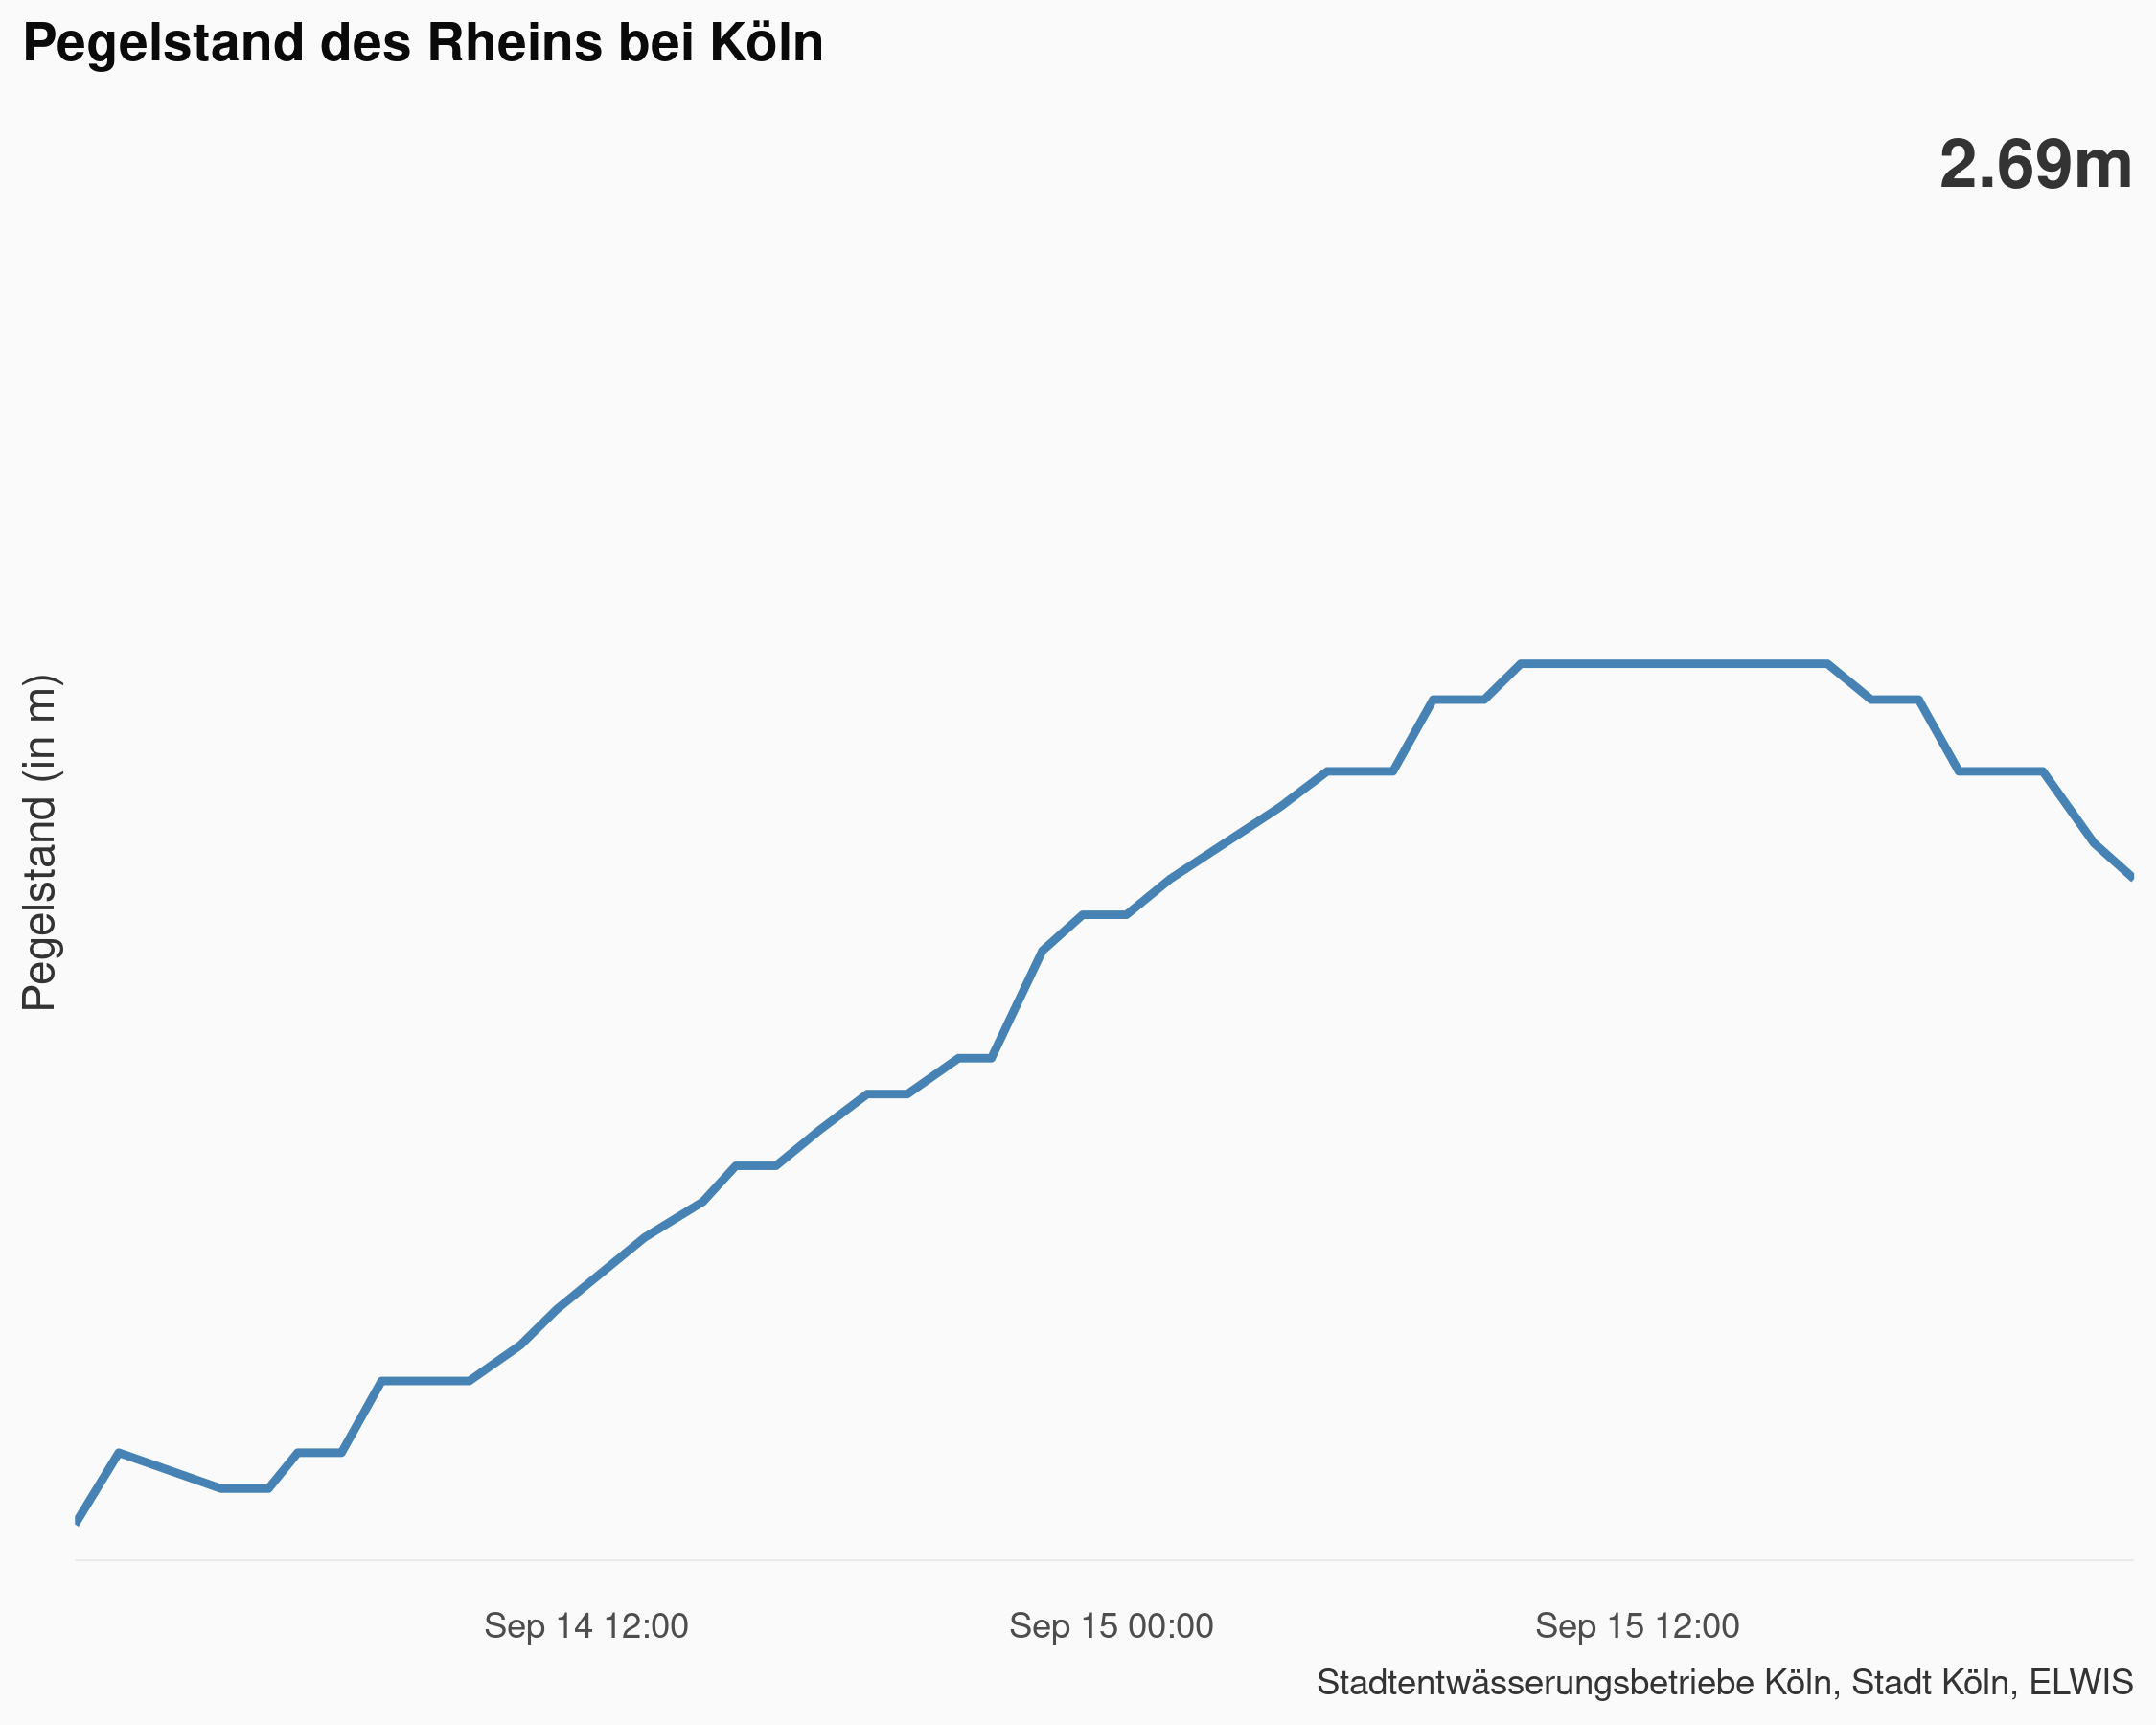 Pegelstand des Rheins bei Köln
2.69m
Pegelstand (in m)
Sep 14 12:00
Sep 15 00:00
Sep 15 12:00
Stadtentwässerungsbetriebe Köln, Stadt Köln, ELWIS